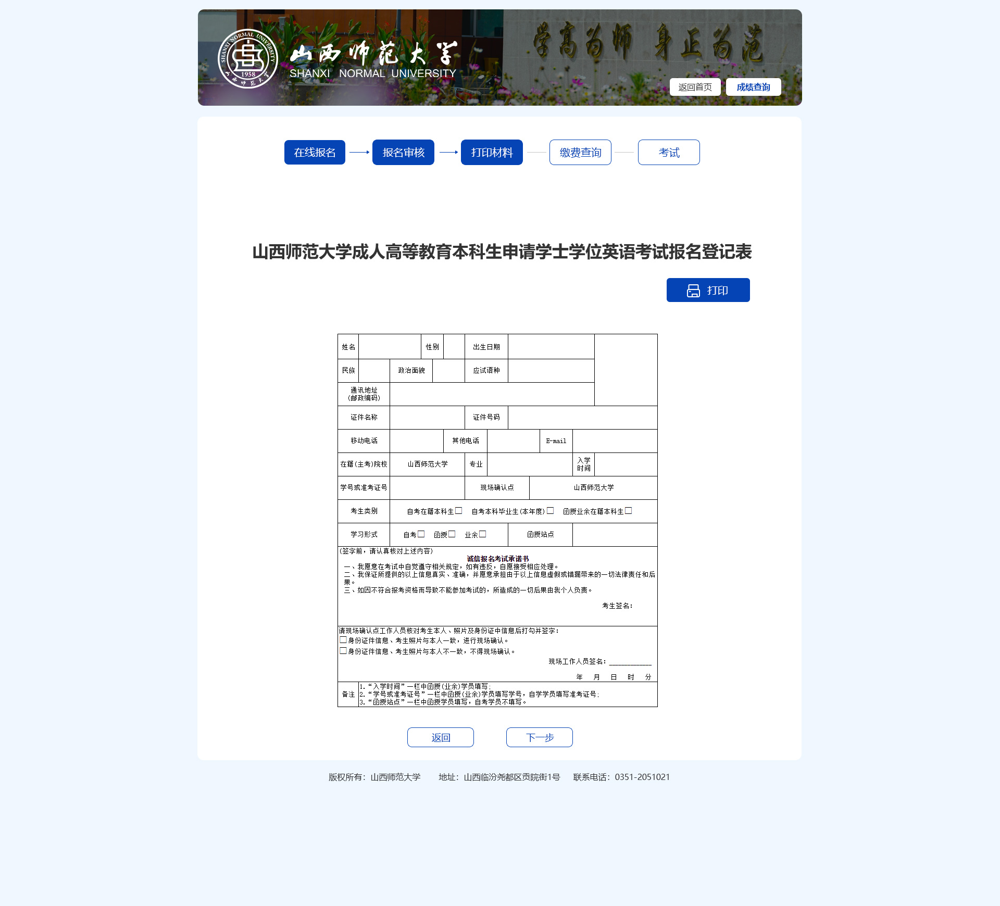 学高为师 身正为范
SHANXI NORMAL UNIVERSITY
1958
山西师范大学
山西师范大学
SHANXI NORMAL UNIVERSITY
返回首页 成绩查询
在线报名 报名审核 打印材料 缴费查询 考试
山西师范大学成人高等教育本科生申请学士学位英语考试报名登记表
打印
姓名 性别 出生日期
民族 政治面貌 应试语种
通讯地址
(邮政编码)
证件名称 证件号码
移动电话 其他电话 E-mail
在籍(主考)院校 山西师范大学 专业 入学
时间
学号或准考证号 现场确认点 山西师范大学
考生类别 自考在籍本科生□ 自考本科毕业生(本年度)□ 函授业余在籍本科生□
学习形式 自考□ 函授□ 业余□ 函授站点
(签字前，请认真核对上述内容)
诚信报名考试承诺书
一、我愿意在考试中自觉遵守相关规定，如有违反，自愿接受相应处理。
二、我保证所提供的以上信息真实、准确，并愿意承担由于以上信息虚假或错漏带来的一切法律责任和后
果。
三、如因不符合报考资格而导致不能参加考试的，所造成的一切后果由我个人负责。
考生签名：
请现场确认点工作人员核对考生本人、照片及身份证中信息后打勾并签字：
□身份证件信息、考生照片与本人一致，进行现场确认。
□身份证件信息、考生照片与本人不一致，不得现场确认。
现场工作人员签名：_____________
年 月 日 时 分
备注
1.“入学时间”一栏中函授(业余)学员填写;
2.“学号或准考证号”一栏中函授(业余)学员填写学号，自学学员填写准考证号;
3.“函授站点”一栏中函授学员填写，自考学员不填写。
返回 下一步
版权所有：山西师范大学 地址：山西临汾尧都区贡院街1号 联系电话：0351-2051021